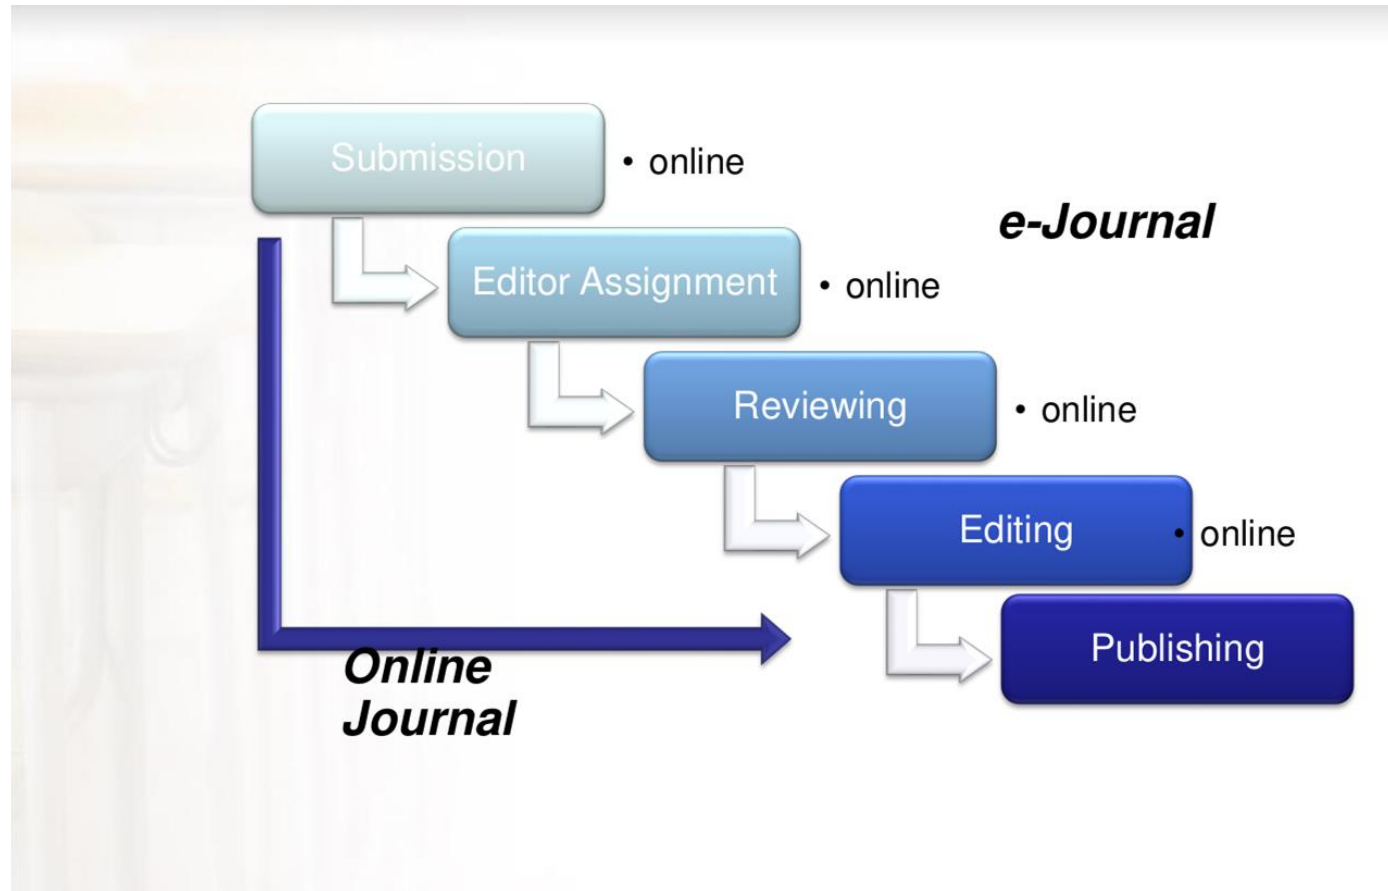 Submission
• online
e-Journal
Editor Assignment
• online
Reviewing
• online
Editing
• online
Publishing
Online
Journal